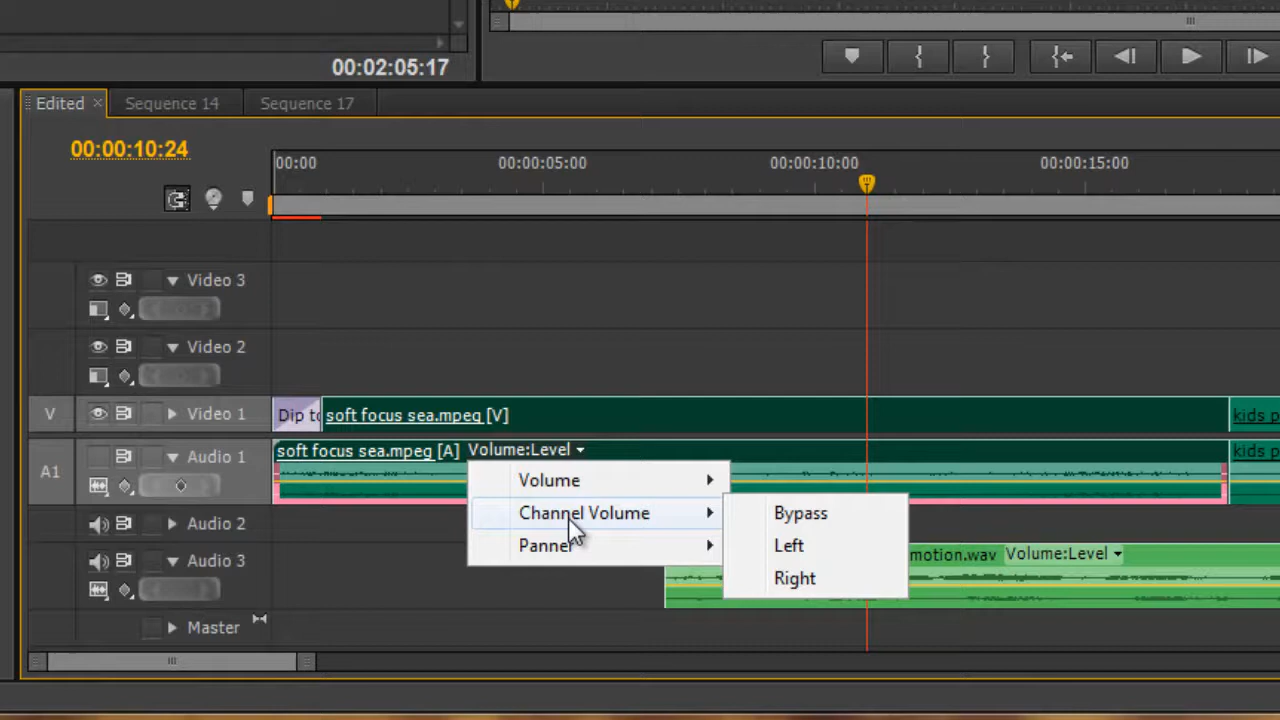 00:02:05:17
Edited
Sequence 14
Sequence 17
00:00:10:24
00:00
00:00:05:00
00:00:10:00
00:00:15:00
Video 3
Video 2
V
Video 1
Dip to
soft focus sea.mpeg [V]
kids p
A1
Audio 1
soft focus sea.mpeg [A] Volume:Level
kids p
Volume
Channel Volume
Panner
Bypass
Left
Right
Audio 2
Audio 3
motion.wav Volume:Level
Master